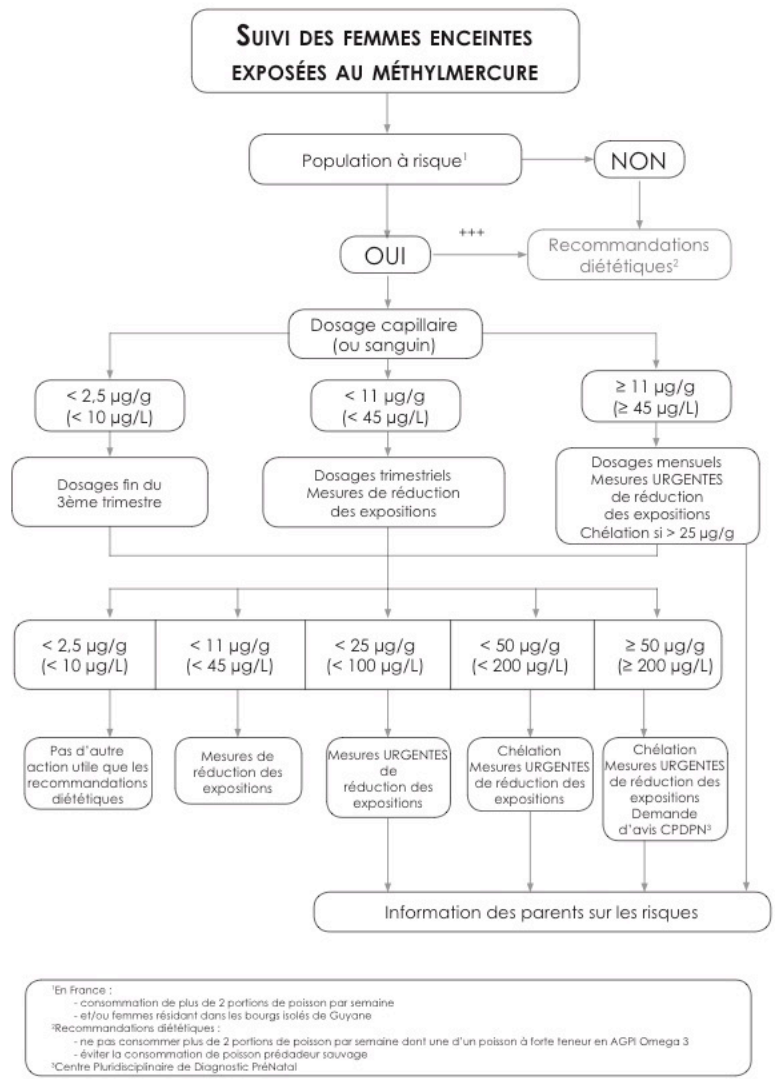 SUIVI DES FEMMES ENCEINTES
EXPOSÉES AU MÉTHYLMERCURE
Population à risque¹
NON
OUI
+++
Recommandations
diététiques²
Dosage capillaire
(ou sanguin)
< 2,5 µg/g
(< 10 µg/L)
< 11 µg/g
(< 45 µg/L)
≥ 11 µg/g
(≥ 45 µg/L)
Dosages fin du
3ème trimestre
Dosages trimestriels
Mesures de réduction
des expositions
Dosages mensuels
Mesures URGENTES
de réduction
des expositions
Chélation si > 25 µg/g
< 2,5 µg/g
(< 10 µg/L)
< 11 µg/g
(< 45 µg/L)
< 25 µg/g
(< 100 µg/L)
< 50 µg/g
(< 200 µg/L)
≥ 50 µg/g
(≥ 200 µg/L)
Pas d'autre
action utile que les
recommandations
diététiques
Mesures de
réduction des
expositions
Mesures URGENTES
de
réduction des
expositions
Chélation
Mesures URGENTES
de réduction des
expositions
Chélation
Mesures URGENTES
de réduction des
expositions
Demande
d'avis CPDPN³
Information des parents sur les risques
¹En France :
- consommation de plus de 2 portions de poisson par semaine
- et/ou femmes résidant dans les bourgs isolés de Guyane
²Recommandations diététiques :
- ne pas consommer plus de 2 portions de poisson par semaine dont une d'un poisson à forte teneur en AGPI Omega 3
- éviter la consommation de poisson prédadeur sauvage
³Centre Pluridisciplinaire de Diagnostic PréNatal